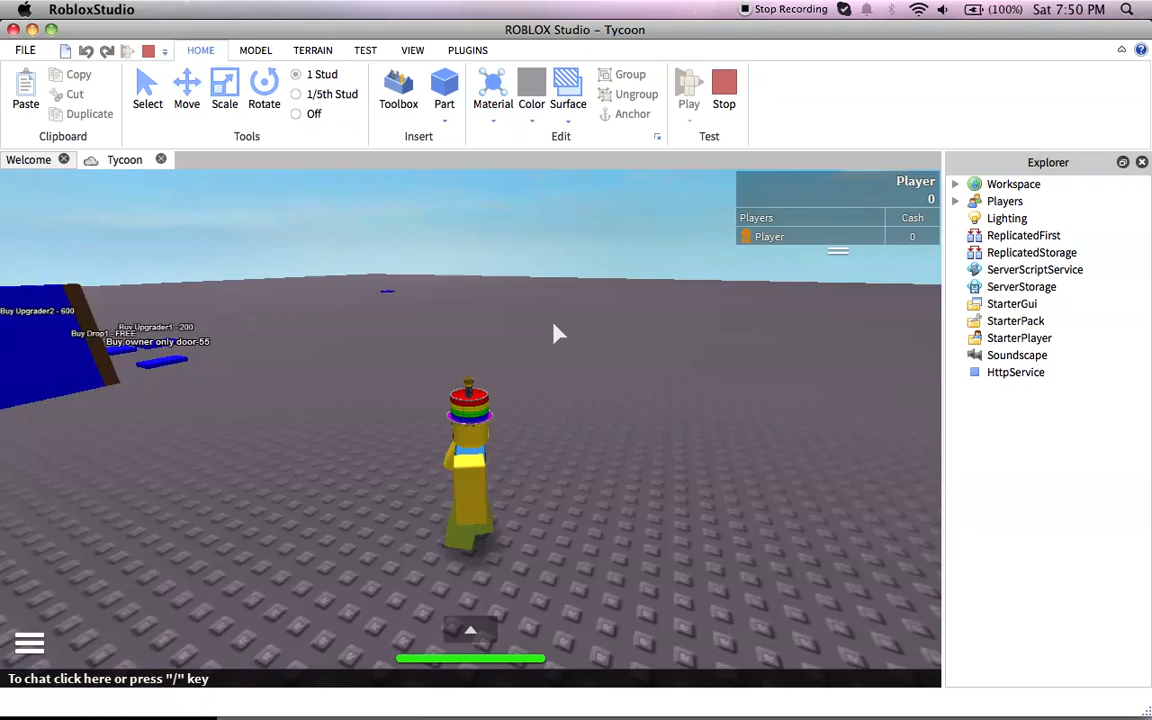 RobloxStudio
Stop Recording
(100%)
Sat 7:50 PM
ROBLOX Studio - Tycoon
FILE
HOME
MODEL
TERRAIN
TEST
VIEW
PLUGINS
Paste
Copy
Cut
Duplicate
Clipboard
Select
Move
Scale
Rotate
1 Stud
1/5th Stud
Off
Tools
Toolbox
Part
Insert
Material
Color
Surface
Group
Ungroup
Anchor
Edit
Play
Stop
Test
Welcome
Tycoon
Explorer
Workspace
Players
Lighting
ReplicatedFirst
ReplicatedStorage
ServerScriptService
ServerStorage
StarterGui
StarterPack
StarterPlayer
Soundscape
HttpService
Player
0
Players Cash
Player 0
Buy Upgrader2 - 600
Buy Upgrader1 - 200
Buy Drop1 - FREE
Buy owner only door-55
To chat click here or press "/" key